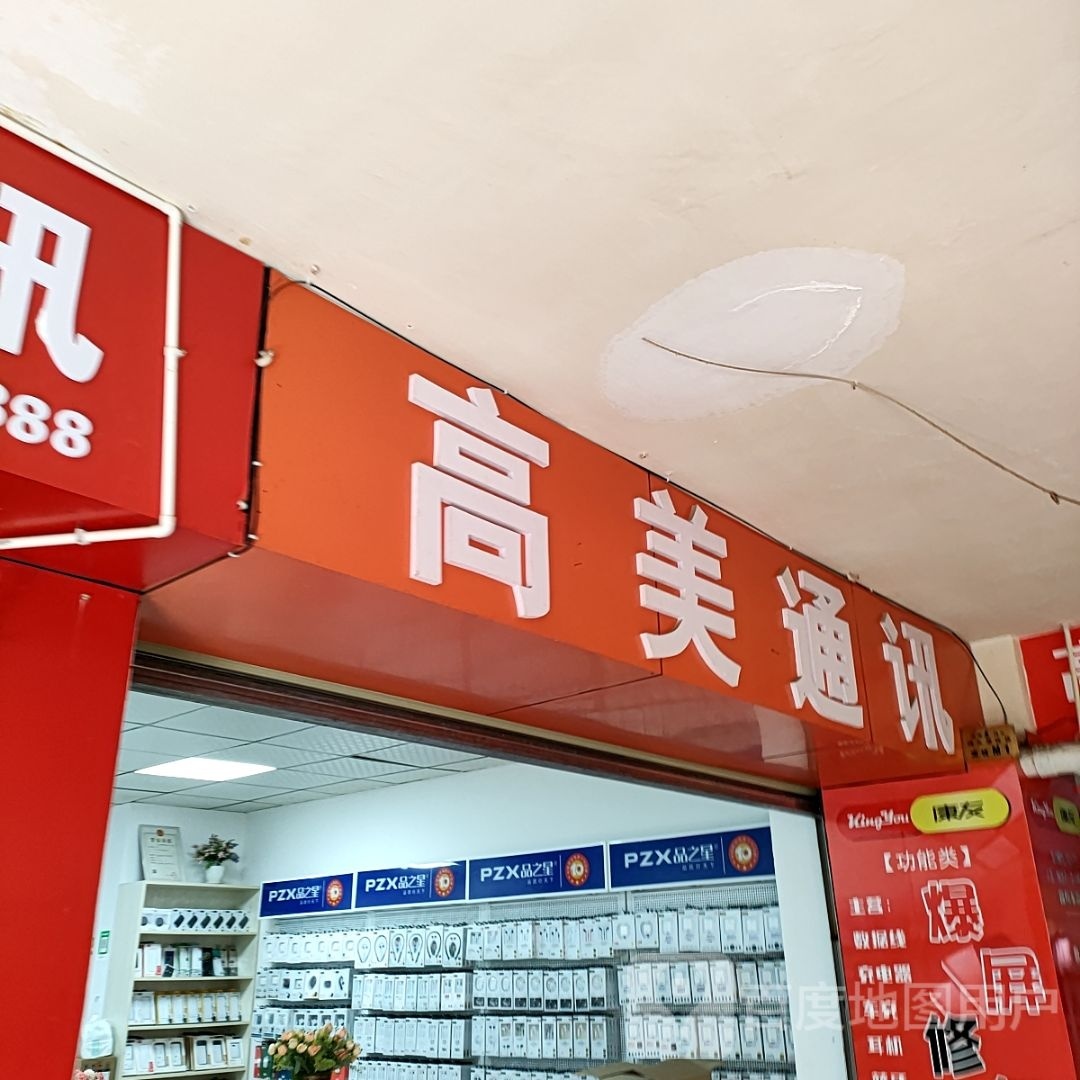 讯
888
高美通讯
PZX品之星
PZX品之星
PZX品之星
PZX品之星
KingYou 康友
【功能类】
主营：
数据线
充电器
车充
耳机
爆屏
修
百度地图用户